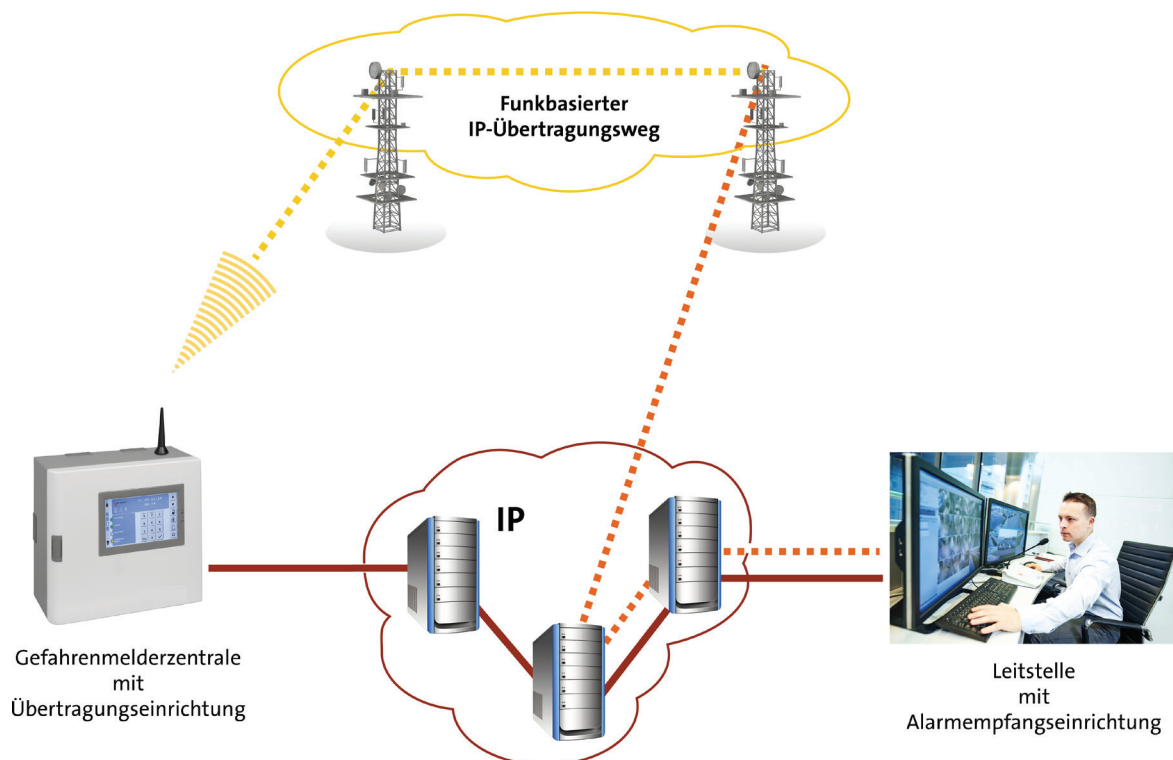 Funkbasierter
IP-Übertragungsweg
IP
Gefahrenmelderzentrale
mit
Übertragungseinrichtung
Leitstelle
mit
Alarmempfangseinrichtung